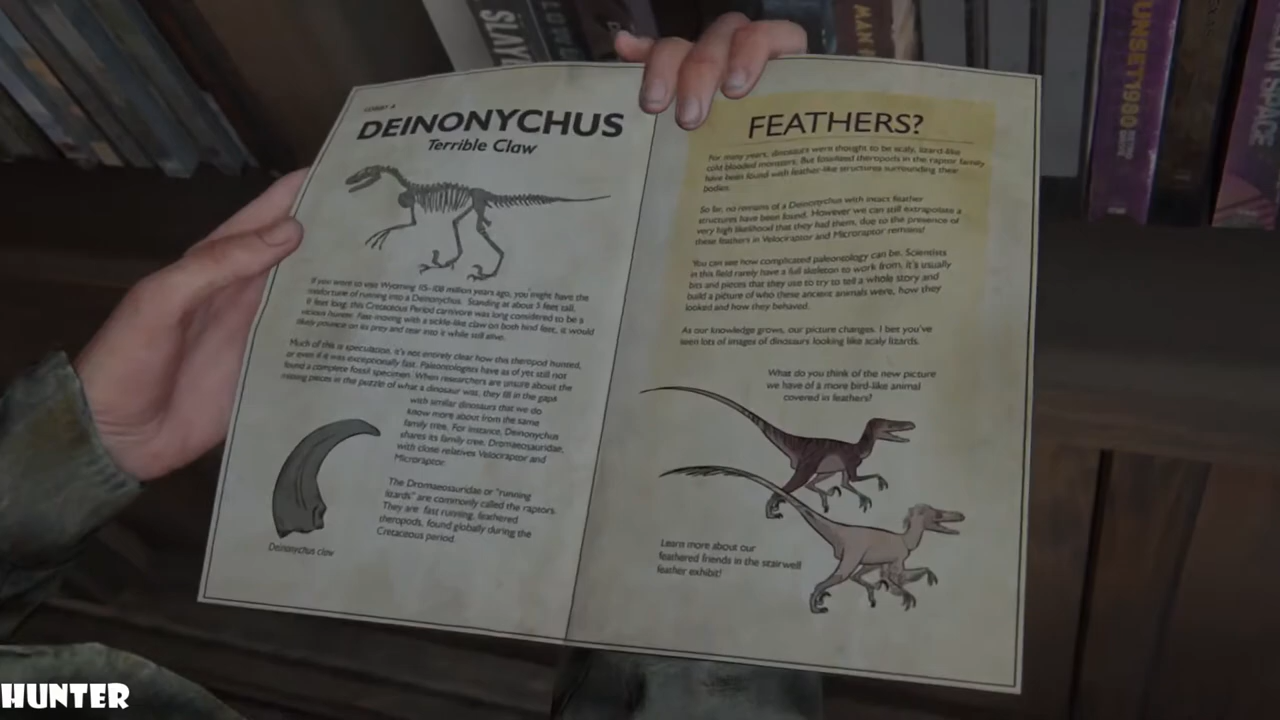 SLAYE
MAN
UNSET 1980
SPACE
EXHIBIT A
DEINONYCHUS
Terrible Claw
If you were to visit Wyoming 115-108 million years ago, you might have the
misfortune of running into a Deinonychus. Standing at about 5 feet tall,
11 feet long, this Cretaceous Period carnivore was long considered to be a
vicious hunter. Fast-moving with a sickle-like claw on both hind feet, it would
likely pounce on its prey and tear into it while still alive.
Much of this is speculation, it's not entirely clear how this theropod hunted,
or even if it was exceptionally fast. Paleontologists have as of yet still not
found a complete fossil specimen. When researchers are unsure about the
missing pieces in the puzzle of what a dinosaur was, they fill in the gaps
with similar dinosaurs that we do
know more about from the same
family tree. For instance, Deinonychus
shares its family tree, Dromaeosauridae,
with close relatives Velociraptor and
Microraptor.
The Dromaeosauridae or "running
lizards" are commonly called the raptors.
They are fast running, feathered
theropods, found globally during the
Cretaceous period.
Deinonychus claw
FEATHERS?
For many years, dinosaurs were thought to be scaly, lizard-like
cold blooded monsters. But fossilized theropods in the raptor family
have been found with feather-like structures surrounding their
bodies.
So far, no remains of a Deinonychus with intact feather
structures have been found. However we can still extrapolate a
very high likelihood that they had them, due to the presence of
these feathers in Velociraptor and Microraptor remains!
You can see how complicated paleontology can be. Scientists
in this field rarely have a full skeleton to work from, it's usually
bits and pieces that they use to try to tell a whole story and
build a picture of who these ancient animals were, how they
looked and how they behaved.
As our knowledge grows, our picture changes. I bet you've
seen lots of images of dinosaurs looking like scaly lizards.
What do you think of the new picture
we have of a more bird-like animal
covered in feathers?
Learn more about our
feathered friends in the stairwell
feather exhibit!
HUNTER